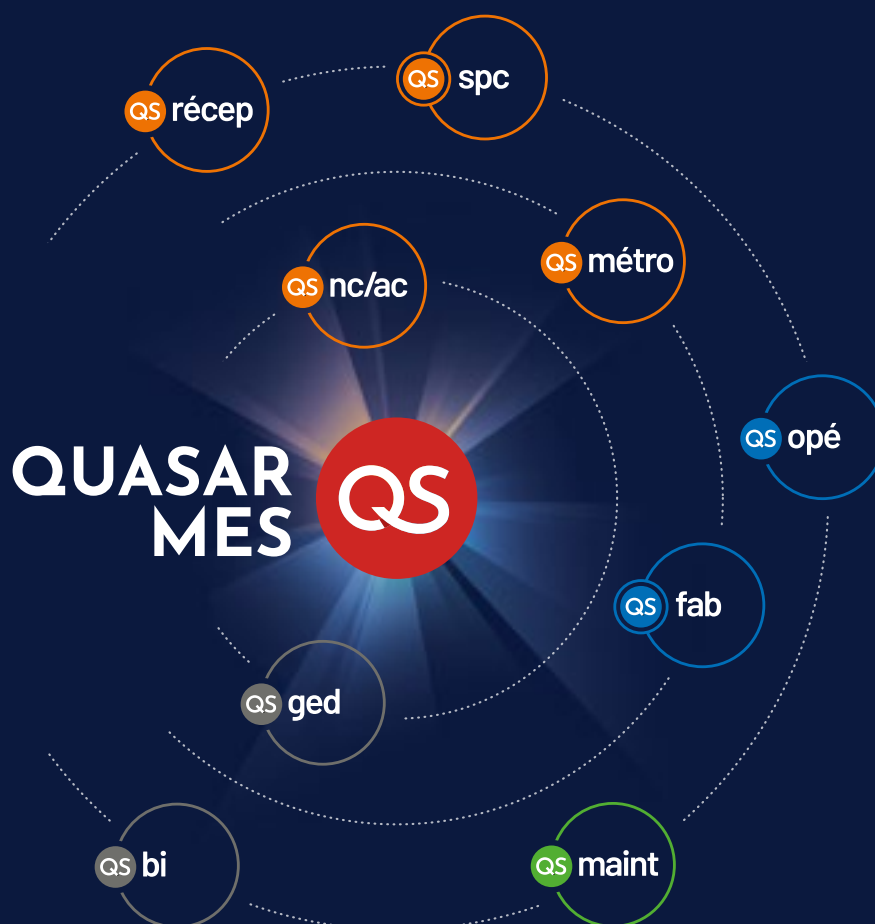 QS spc
QS récep
QS métro
QS nc/ac
QS opé
QUASAR
MES
QS
QS fab
QS ged
QS bi
QS maint